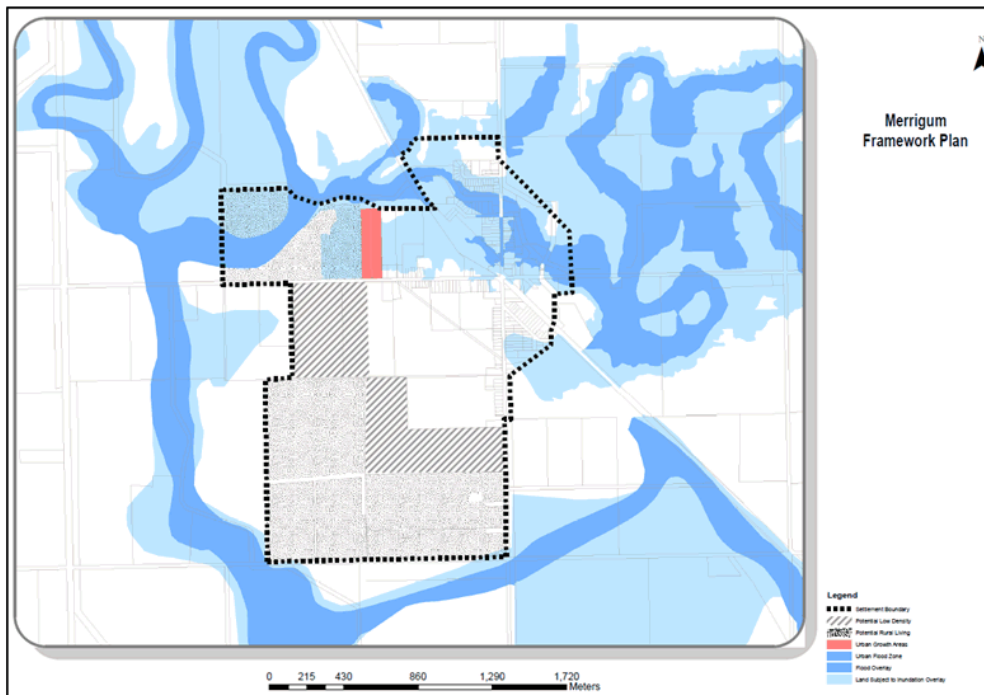 N
Merrigum
Framework Plan
Legend
Settlement Boundary
Potential Low Density
Potential Rural Living
Urban Growth Areas
Urban Flood Zone
Flood Overlay
Land Subject to Inundation Overlay
0 215 430 860 1,290 1,720
Meters